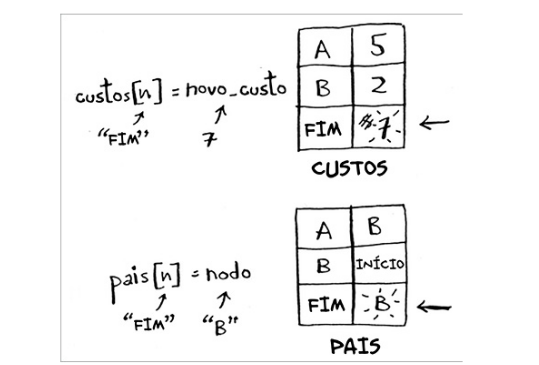 custos[n] = novo_custo
"FIM" 7
A 5
B 2
FIM 7
CUSTOS
pais[n] = nodo
"FIM" "B"
A B
B INÍCIO
FIM B
PAIS